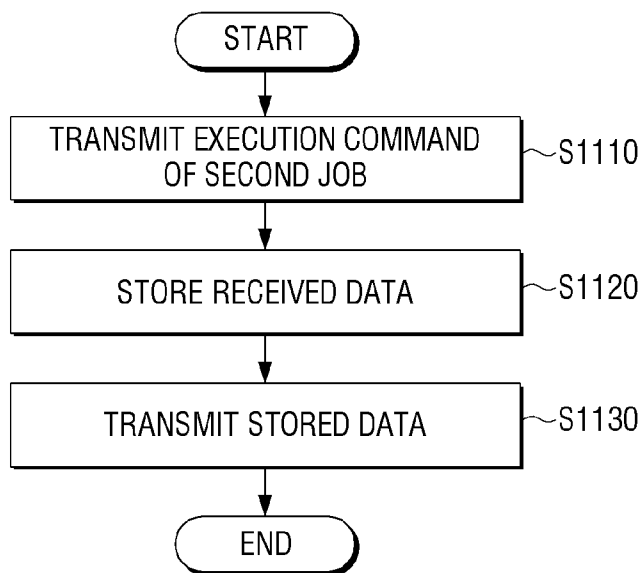 START
TRANSMIT EXECUTION COMMAND
OF SECOND JOB
S1110
STORE RECEIVED DATA
S1120
TRANSMIT STORED DATA
S1130
END